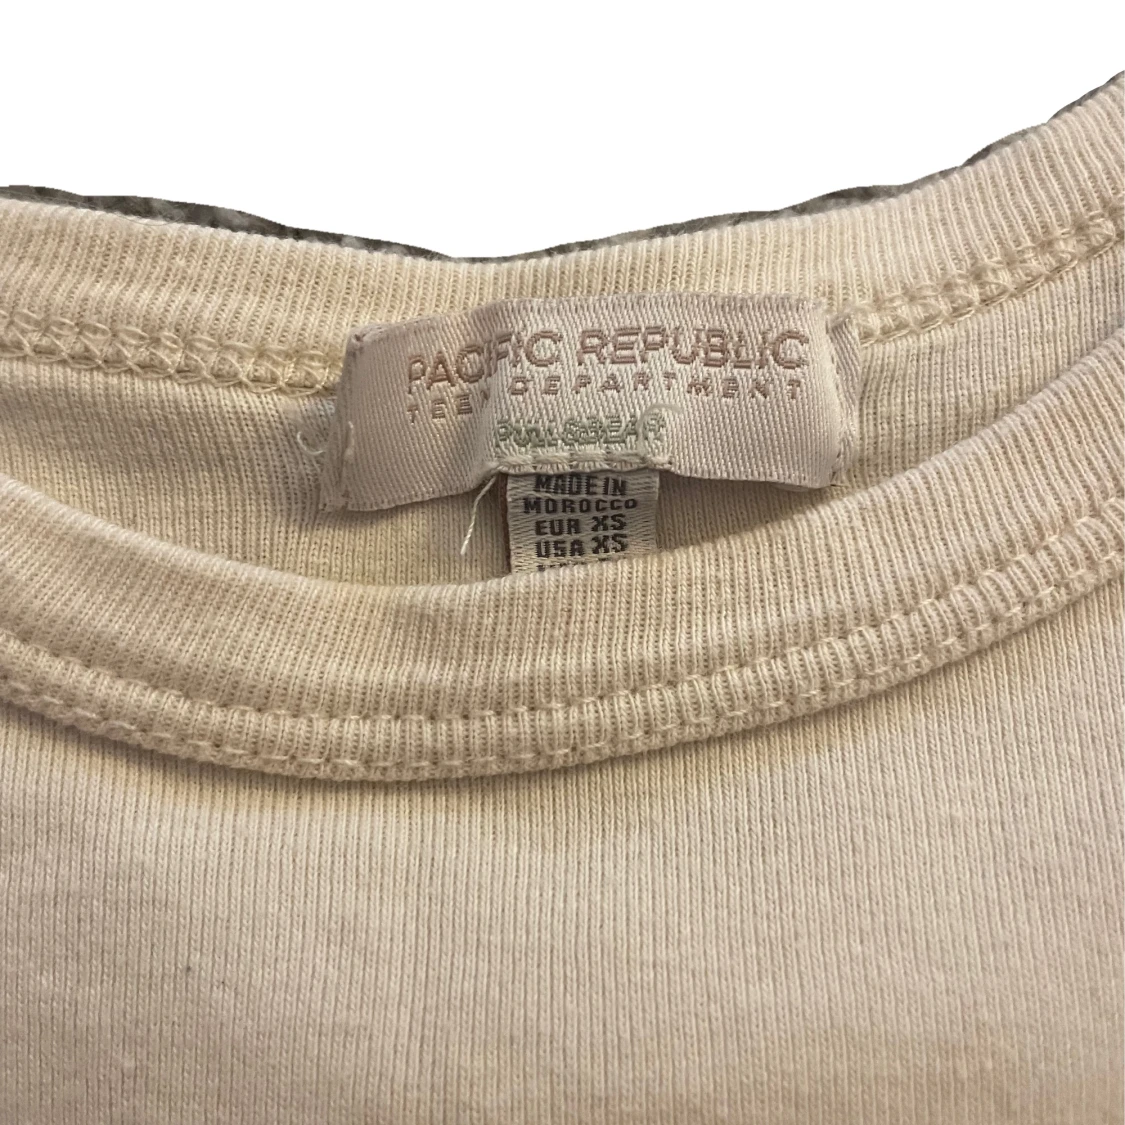 PACIFIC REPUBLIC
TEEN DEPARTMENT
PULL&BEAR
MADE IN
MOROCCO
EUR XS
USA XS